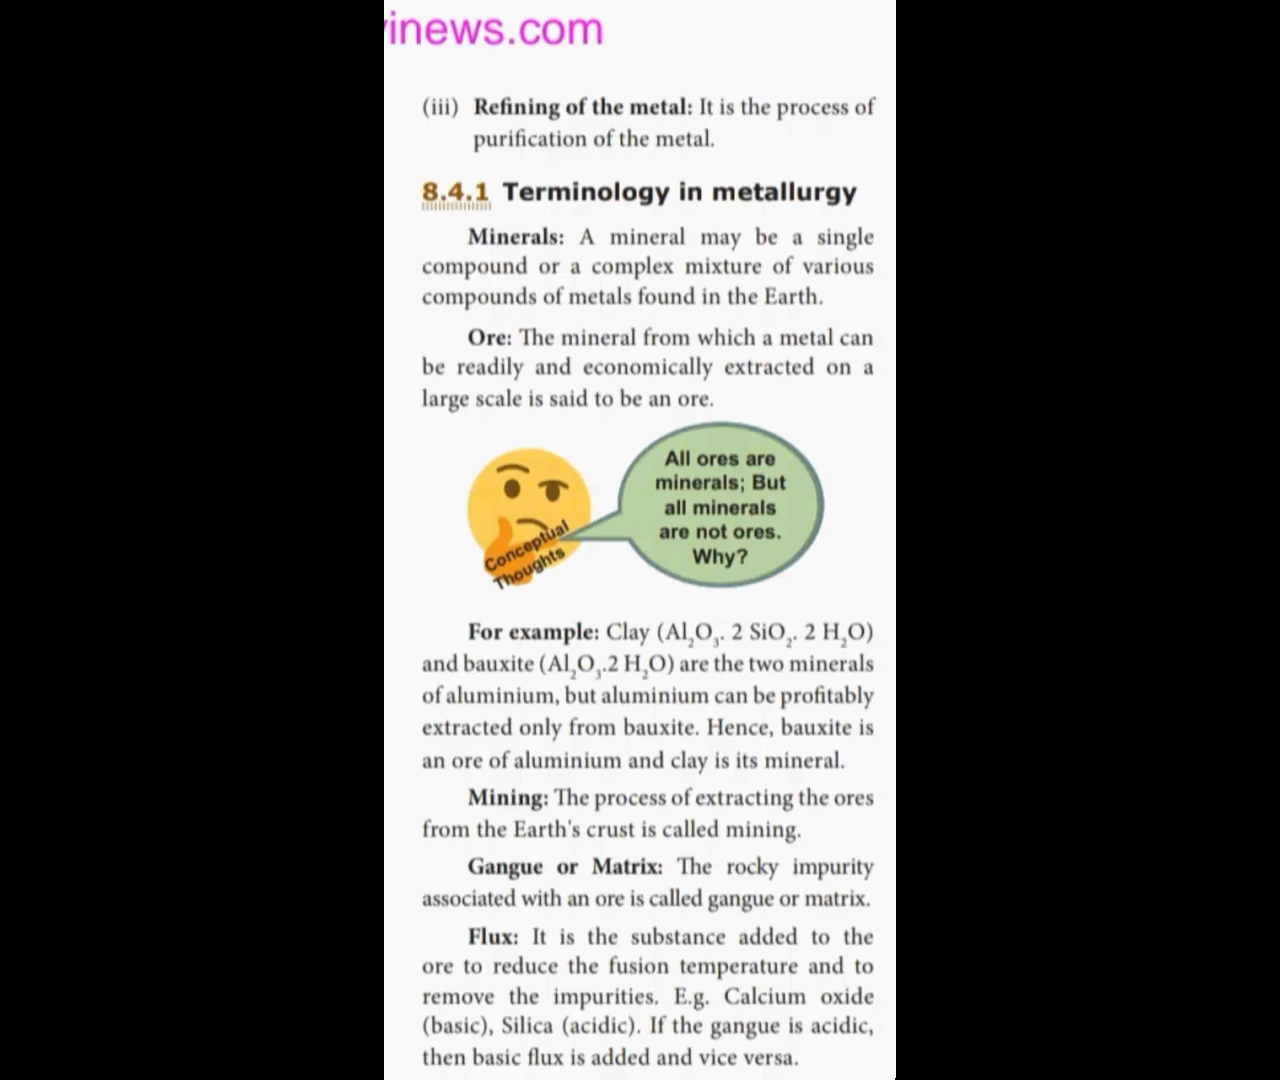 inews.com
(iii) Refining of the metal: It is the process of
purification of the metal.
8.4.1 Terminology in metallurgy
Minerals: A mineral may be a single
compound or a complex mixture of various
compounds of metals found in the Earth.
Ore: The mineral from which a metal can
be readily and economically extracted on a
large scale is said to be an ore.
All ores are
minerals; But
all minerals
are not ores.
Why?
Conceptual
Thoughts
For example: Clay (Al₂O₃. 2 SiO₂. 2 H₂O)
and bauxite (Al₂O₃.2 H₂O) are the two minerals
of aluminium, but aluminium can be profitably
extracted only from bauxite. Hence, bauxite is
an ore of aluminium and clay is its mineral.
Mining: The process of extracting the ores
from the Earth's crust is called mining.
Gangue or Matrix: The rocky impurity
associated with an ore is called gangue or matrix.
Flux: It is the substance added to the
ore to reduce the fusion temperature and to
remove the impurities. E.g. Calcium oxide
(basic), Silica (acidic). If the gangue is acidic,
then basic flux is added and vice versa.